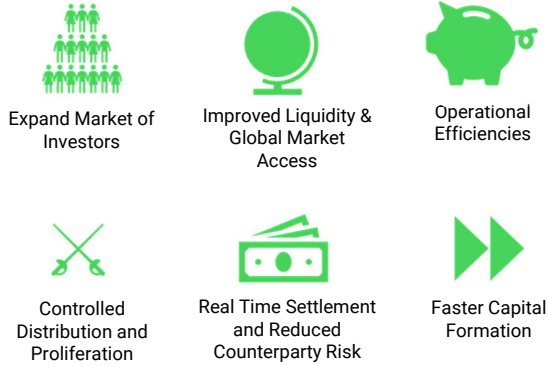 Expand Market of
Investors
Improved Liquidity &
Global Market
Access
Operational
Efficiencies
Controlled
Distribution and
Proliferation
Real Time Settlement
and Reduced
Counterparty Risk
Faster Capital
Formation